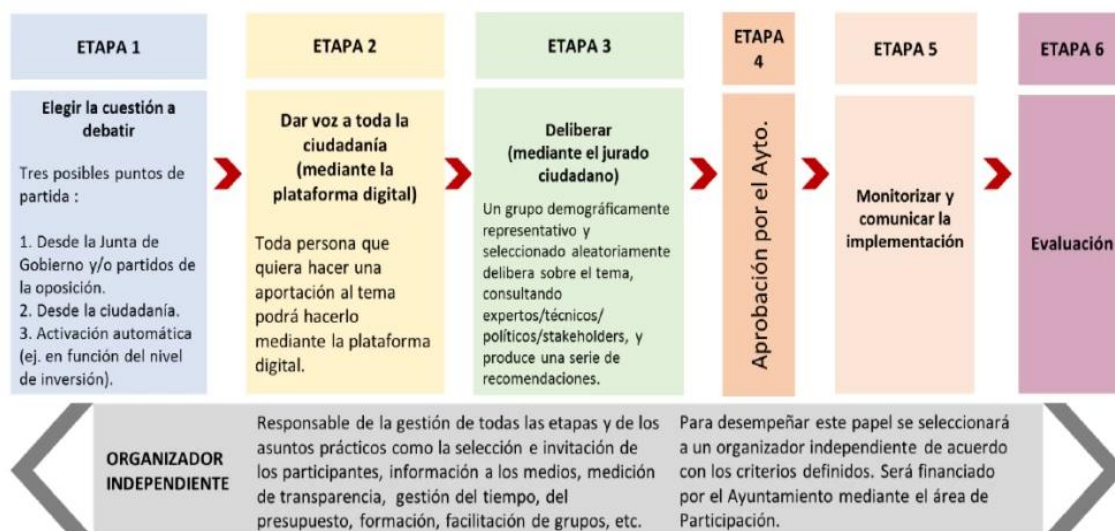 ETAPA 1
Elegir la cuestión a
debatir
Tres posibles puntos de
partida :
1. Desde la Junta de
Gobierno y/o partidos de
la oposición.
2. Desde la ciudadanía.
3. Activación automática
(ej. en función del nivel
de inversión).
ETAPA 2
Dar voz a toda la
ciudadanía
(mediante la
plataforma digital)
Toda persona que
quiera hacer una
aportación al tema
podrá hacerlo
mediante la plataforma
digital.
ETAPA 3
Deliberar
(mediante el jurado
ciudadano)
Un grupo demográficamente
representativo y
seleccionado aleatoriamente
delibera sobre el tema,
consultando
expertos/técnicos/
políticos/stakeholders, y
produce una serie de
recomendaciones.
ETAPA
4
Aprobación por el Ayto.
ETAPA 5
Monitorizar y
comunicar la
implementación
ETAPA 6
Evaluación
ORGANIZADOR
INDEPENDIENTE
Responsable de la gestión de todas las etapas y de los
asuntos prácticos como la selección e invitación de
los participantes, información a los medios, medición
de transparencia, gestión del tiempo, del
presupuesto, formación, facilitación de grupos, etc.
Para desempeñar este papel se seleccionará
a un organizador independiente de acuerdo
con los criterios definidos. Será financiado
por el Ayuntamiento mediante el área de
Participación.